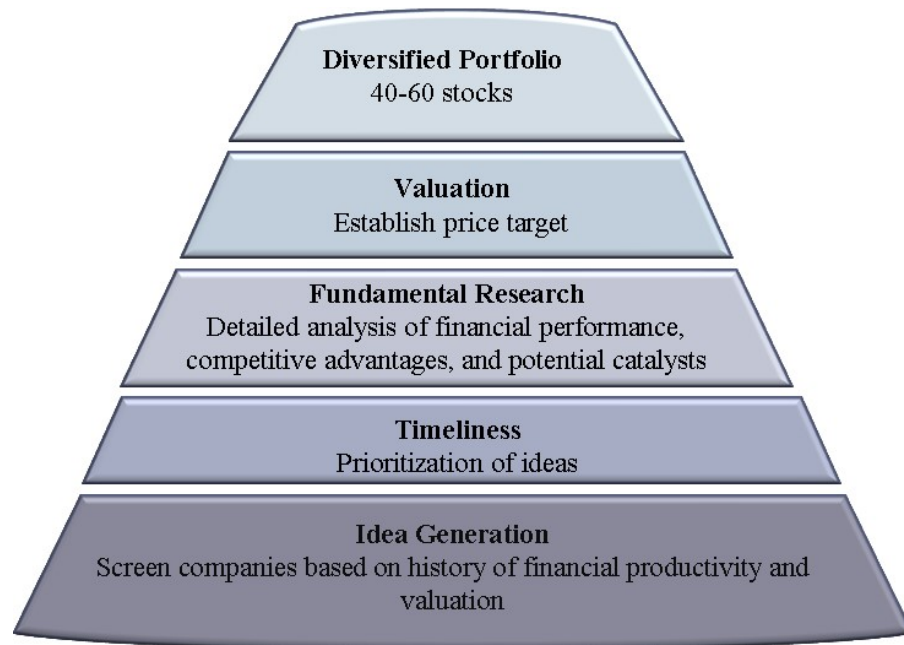 Diversified Portfolio
40-60 stocks
Valuation
Establish price target
Fundamental Research
Detailed analysis of financial performance,
competitive advantages, and potential catalysts
Timeliness
Prioritization of ideas
Idea Generation
Screen companies based on history of financial productivity and
valuation